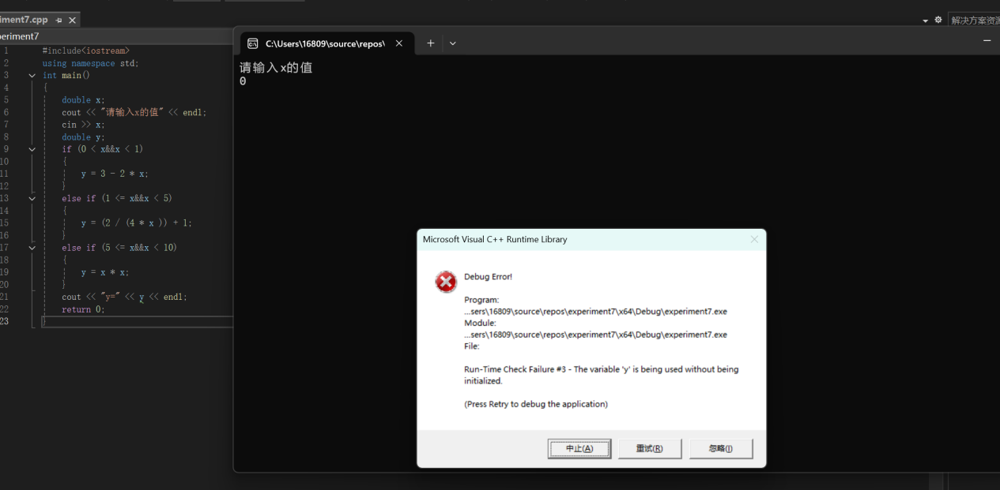 iment7.cpp
解决方案资源
periment7
C:\Users\16809\source\repos\
1 #include<iostream>
2 using namespace std;
3 int main()
4 {
5 double x;
6 cout << "请输入x的值" << endl;
7 cin >> x;
8 double y;
9 if (0 < x&&x < 1)
10 {
11 y = 3 - 2 * x;
12 }
13 else if (1 <= x&&x < 5)
14 {
15 y = (2 / (4 * x )) + 1;
16 }
17 else if (5 <= x&&x < 10)
18 {
19 y = x * x;
20 }
21 cout << "y=" << y << endl;
22 return 0;
23 }
请输入x的值
0
Microsoft Visual C++ Runtime Library
Debug Error!
Program:
...sers\16809\source\repos\experiment7\x64\Debug\experiment7.exe
Module:
...sers\16809\source\repos\experiment7\x64\Debug\experiment7.exe
File:
Run-Time Check Failure #3 - The variable 'y' is being used without being
initialized.
(Press Retry to debug the application)
中止(A) 重试(R) 忽略(I)